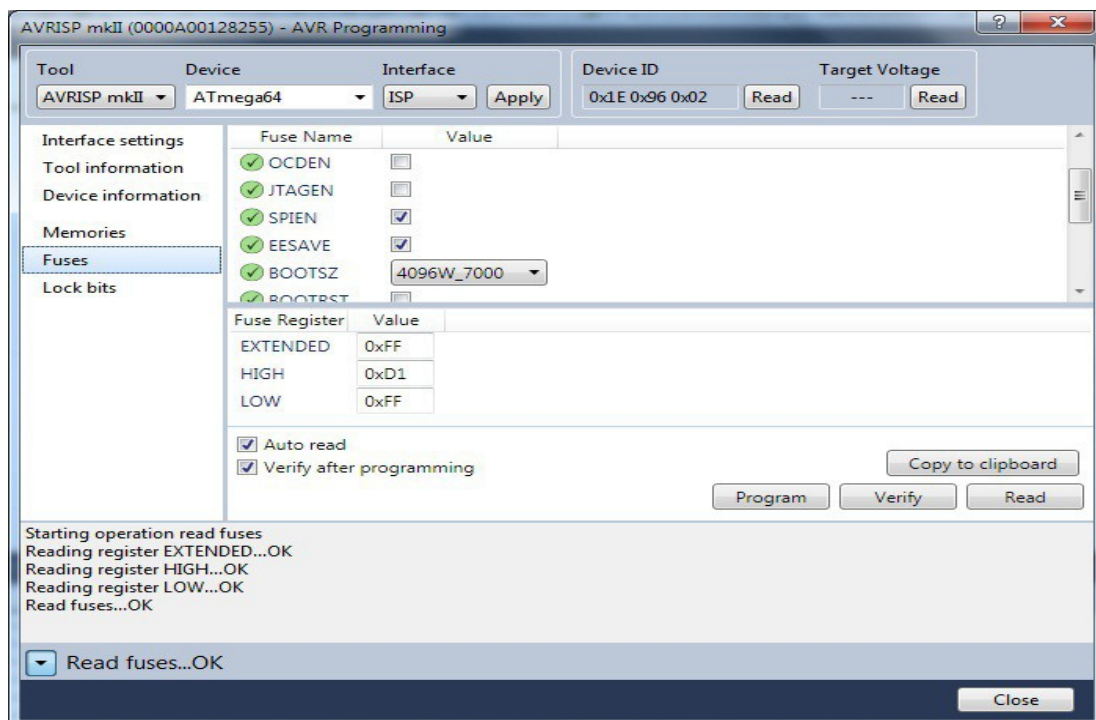 AVRISP mkII (0000A00128255) - AVR Programming
Tool Device Interface Device ID Target Voltage
AVRISP mkII ATmega64 ISP Apply 0x1E 0x96 0x02 Read --- Read
Interface settings
Tool information
Device information
Memories
Fuses
Lock bits
Fuse Name Value
OCDEN
JTAGEN
SPIEN
EESAVE
BOOTSZ 4096W_7000
BOOTRST
Fuse Register Value
EXTENDED 0xFF
HIGH 0xD1
LOW 0xFF
Auto read
Verify after programming
Copy to clipboard
Program Verify Read
Starting operation read fuses
Reading register EXTENDED...OK
Reading register HIGH...OK
Reading register LOW...OK
Read fuses...OK
Read fuses...OK
Close